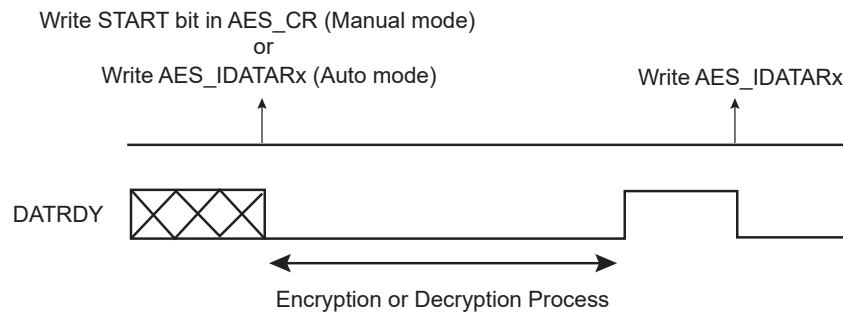 Write START bit in AES_CR (Manual mode)
or
Write AES_IDATARx (Auto mode)
Write AES_IDATARx
DATRDY
Encryption or Decryption Process